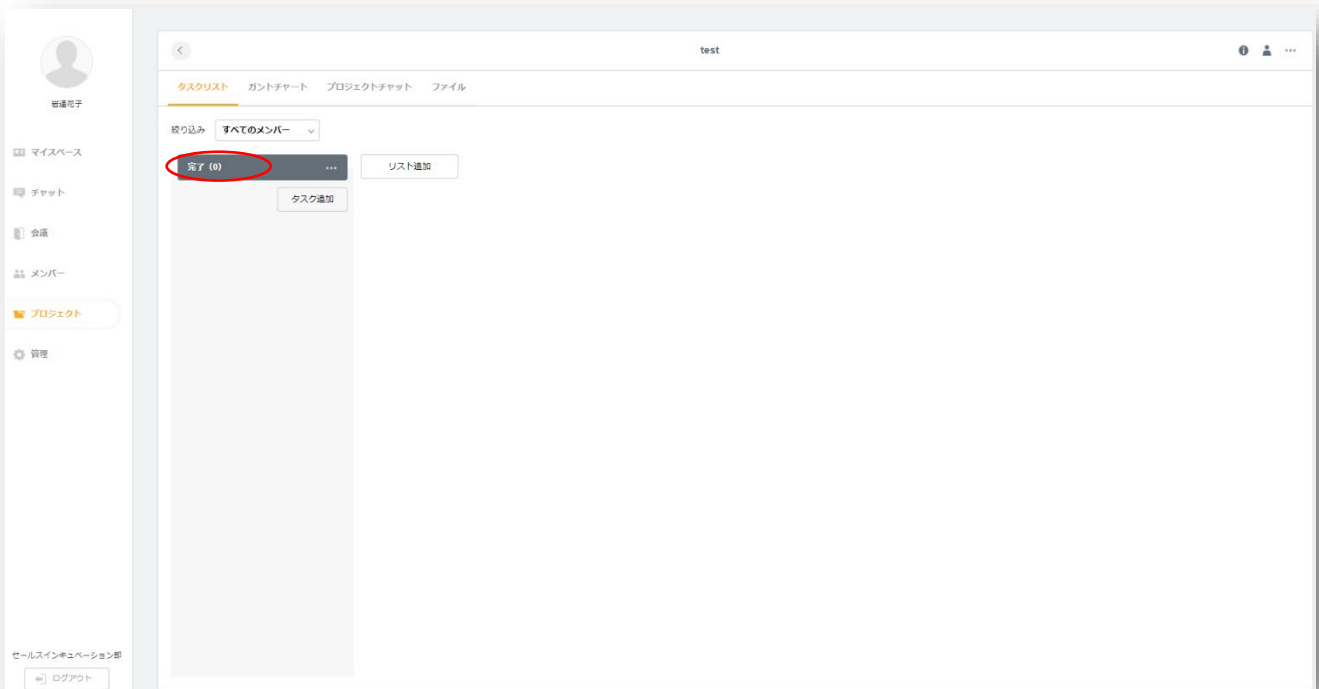 岩通花子
マイスペース
チャット
会議
メンバー
プロジェクト
管理
セールスインキュベーション部
ログアウト
test
タスクリスト ガントチャート プロジェクトチャット ファイル
絞り込み すべてのメンバー
完了 (0) ... リスト追加
タスク追加